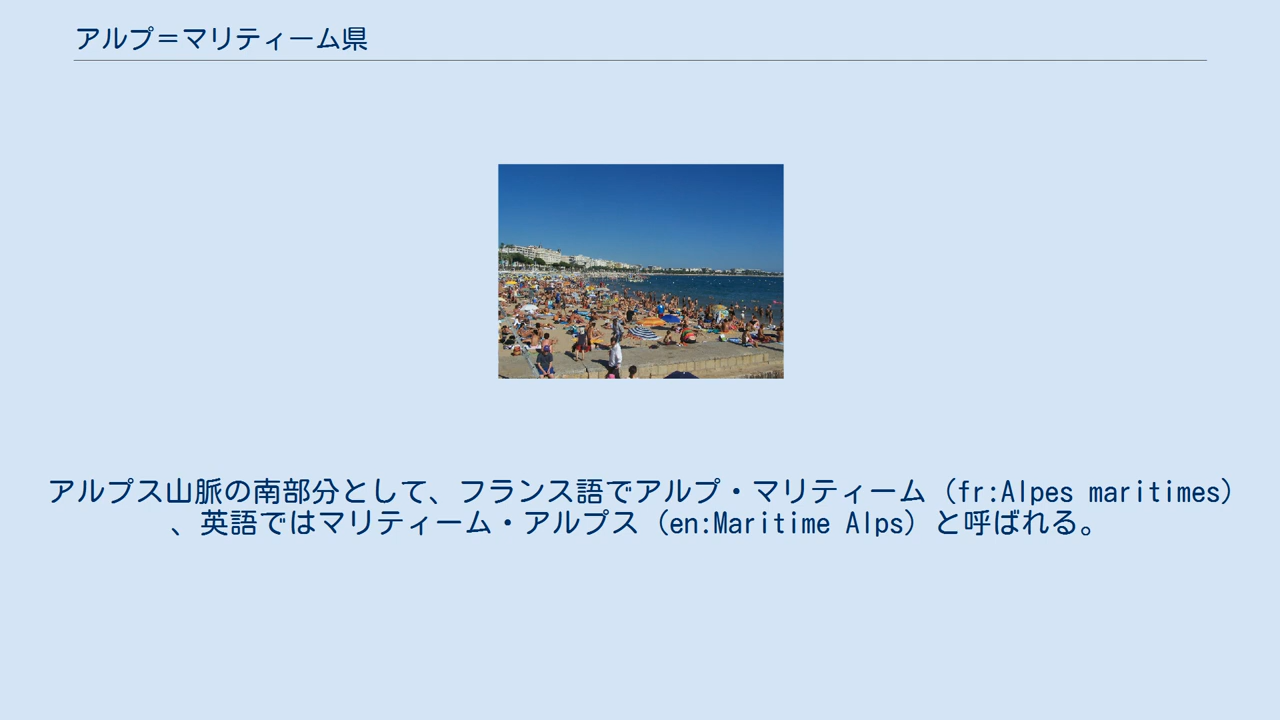 アルプ＝マリティーム県
アルプス山脈の南部分として、フランス語でアルプ・マリティーム（fr:Alpes maritimes）
、英語ではマリティーム・アルプス（en:Maritime Alps）と呼ばれる。